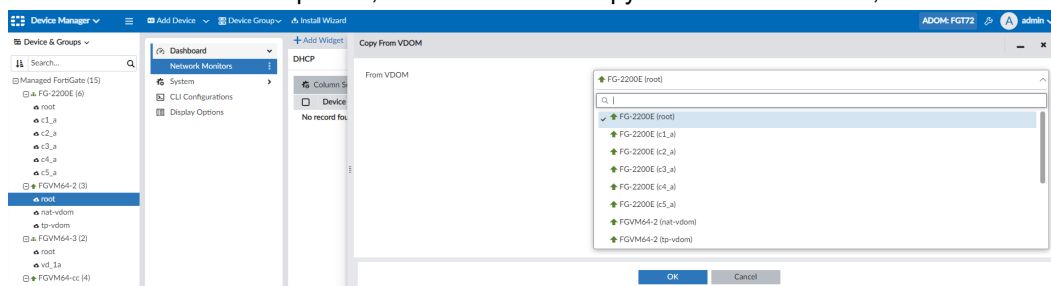 Device Manager
Add Device
Device Group
Install Wizard
ADOM: FGT72
A
admin
Device & Groups
Search...
Managed FortiGate (15)
FG-2200E (6)
root
c1_a
c2_a
c3_a
c4_a
c5_a
FGVM64-2 (3)
root
nat-vdom
tp-vdom
FGVM64-3 (2)
root
vd_1a
FGVM64-cc (4)
Dashboard
Network Monitors
System
CLI Configurations
Display Options
Add Widget
DHCP
Column Se
Device
No record fou
Copy From VDOM
From VDOM
FG-2200E (root)
FG-2200E (root)
FG-2200E (c1_a)
FG-2200E (c2_a)
FG-2200E (c3_a)
FG-2200E (c4_a)
FG-2200E (c5_a)
FGVM64-2 (nat-vdom)
FGVM64-2 (tp-vdom)
OK
Cancel